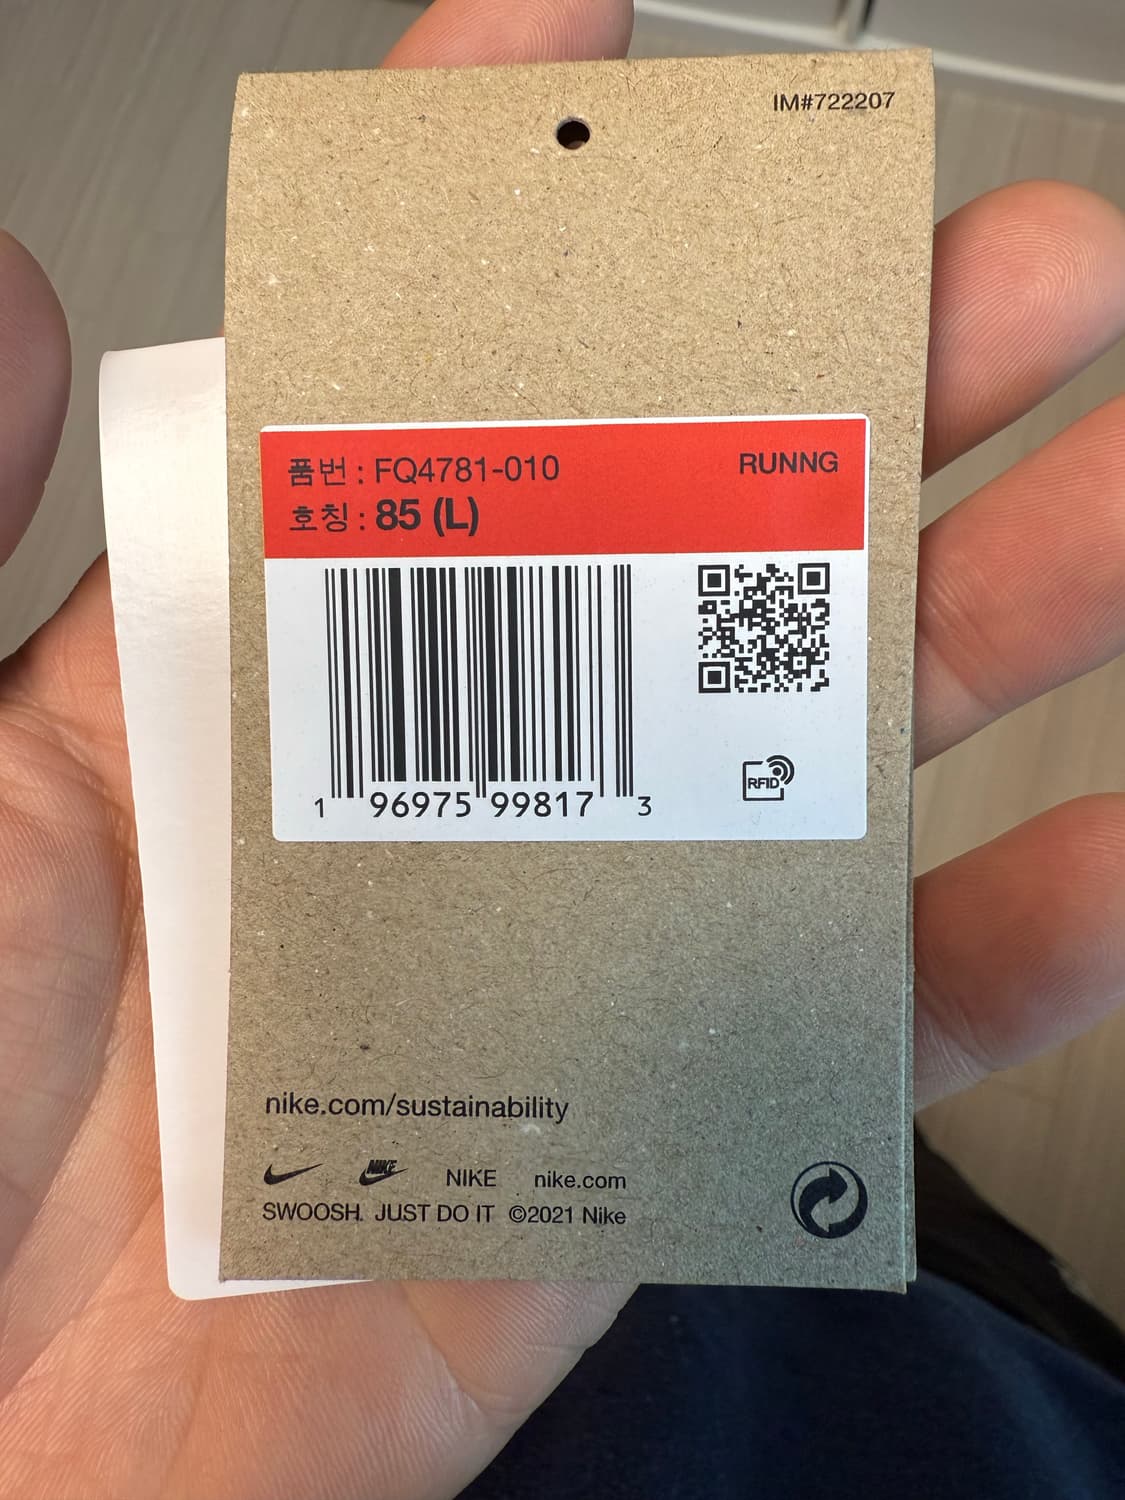 IM#722207
품번 : FQ4781-010
RUNNG
호칭 : 85 (L)
RFID
1 96975 99817 3
nike.com/sustainability
NIKE NIKE nike.com
SWOOSH. JUST DO IT ©2021 Nike